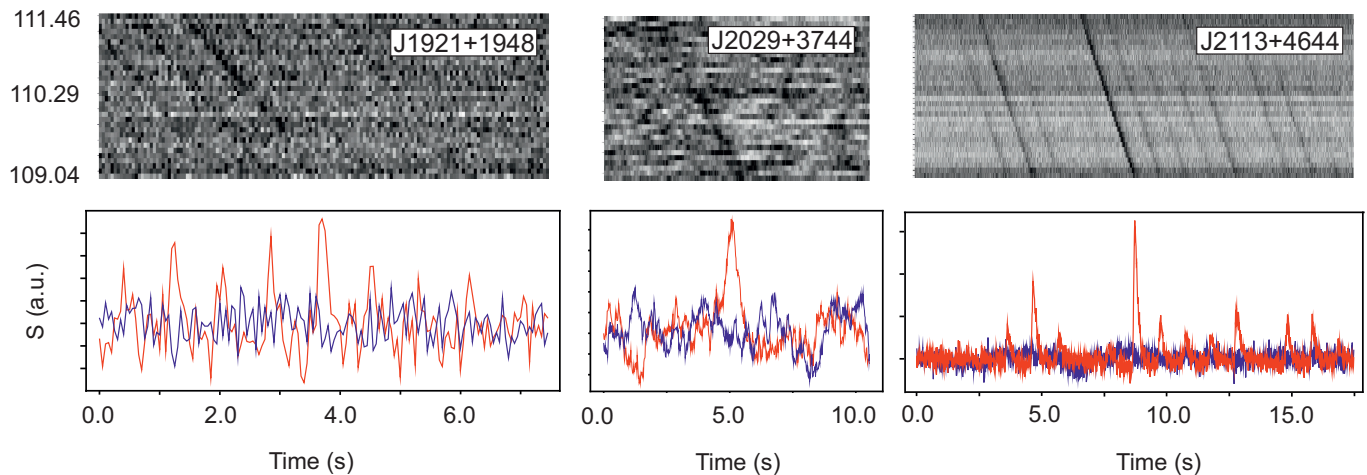 111.46
110.29
109.04
J1921+1948
J2029+3744
J2113+4644
S (a.u.)
0.0 2.0 4.0 6.0
0.0 5.0 10.0
0.0 5.0 10.0 15.0
Time (s) Time (s) Time (s)